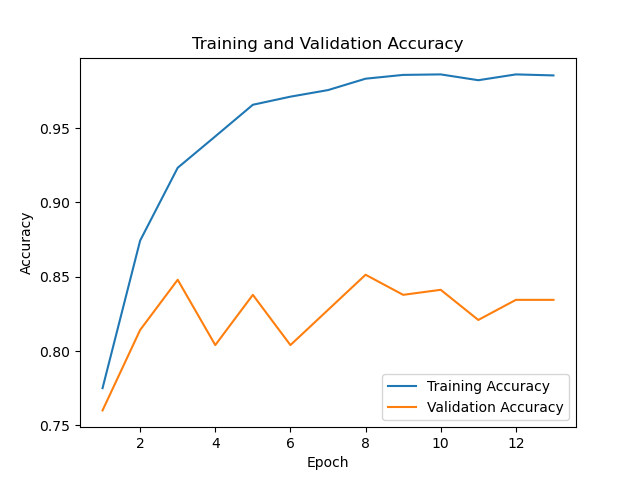 Training and Validation Accuracy
Accuracy
0.95
0.90
0.85
0.80
0.75
2 4 6 8 10 12
Epoch
Training Accuracy
Validation Accuracy